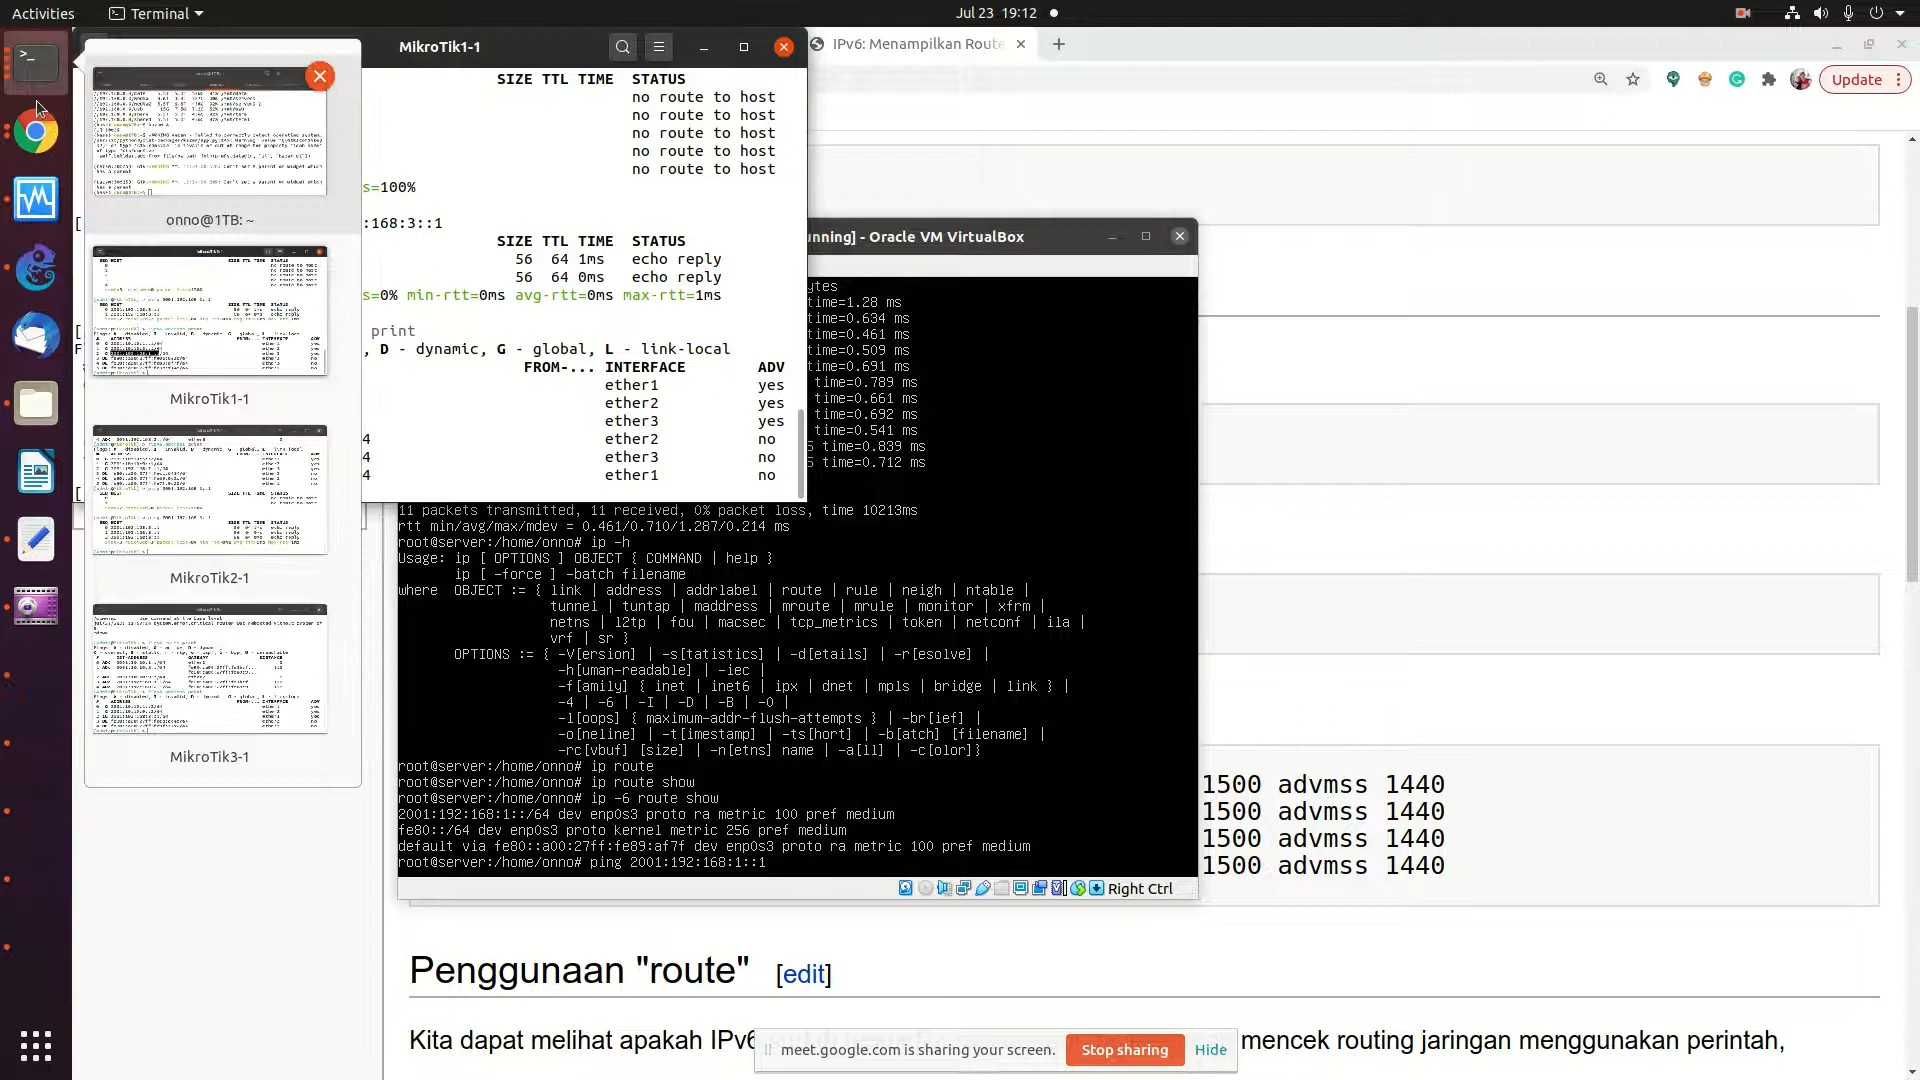 Activities
Terminal
Jul 23 19:12
MikroTik1-1
IPv6: Menampilkan Route
Update
onno@1TB: ~
MikroTik1-1
MikroTik2-1
MikroTik3-1
SIZE TTL TIME STATUS
no route to host
no route to host
no route to host
no route to host
no route to host
s=100%
:168:3::1
SIZE TTL TIME STATUS
56 64 1ms echo reply
56 64 0ms echo reply
s=0% min-rtt=0ms avg-rtt=0ms max-rtt=1ms
print
, D - dynamic, G - global, L - link-local
FROM-... INTERFACE ADV
ether1 yes
ether2 yes
ether3 yes
4 ether2 no
4 ether3 no
4 ether1 no
unning] - Oracle VM VirtualBox
ytes
time=1.28 ms
time=0.634 ms
time=0.461 ms
time=0.509 ms
time=0.691 ms
time=0.789 ms
time=0.661 ms
time=0.692 ms
time=0.541 ms
time=0.839 ms
time=0.712 ms
11 packets transmitted, 11 received, 0% packet loss, time 10213ms
rtt min/avg/max/mdev = 0.461/0.710/1.287/0.214 ms
root@server:/home/onno# ip -h
Usage: ip [ OPTIONS ] OBJECT { COMMAND | help }
ip [ -force ] -batch filename
where OBJECT := { link | address | addrlabel | route | rule | neigh | ntable |
tunnel | tuntap | maddress | mroute | mrule | monitor | xfrm |
netns | l2tp | fou | macsec | tcp_metrics | token | netconf | ila |
vrf | sr }
OPTIONS := { -V[ersion] | -s[tatistics] | -d[etails] | -r[esolve] |
-h[uman-readable] | -iec |
-f[amily] { inet | inet6 | ipx | dnet | mpls | bridge | link } |
-4 | -6 | -I | -D | -B | -0 |
-l[oops] { maximum-addr-flush-attempts } | -br[ief] |
-o[neline] | -t[imestamp] | -ts[hort] | -b[atch] [filename] |
-rc[vbuf] [size] | -n[etns] name | -a[ll] | -c[olor]}
root@server:/home/onno# ip route
root@server:/home/onno# ip route show
root@server:/home/onno# ip -6 route show
2001:192:168:1::/64 dev enp0s3 proto ra metric 100 pref medium
fe80::/64 dev enp0s3 proto kernel metric 256 pref medium
default via fe80::a00:27ff:fe89:af7f dev enp0s3 proto ra metric 100 pref medium
root@server:/home/onno# ping 2001:192:168:1::1
Right Ctrl
1500 advmss 1440
1500 advmss 1440
1500 advmss 1440
1500 advmss 1440
Penggunaan "route" [edit]
Kita dapat melihat apakah IPv6
mencek routing jaringan menggunakan perintah,
meet.google.com is sharing your screen.
Stop sharing
Hide